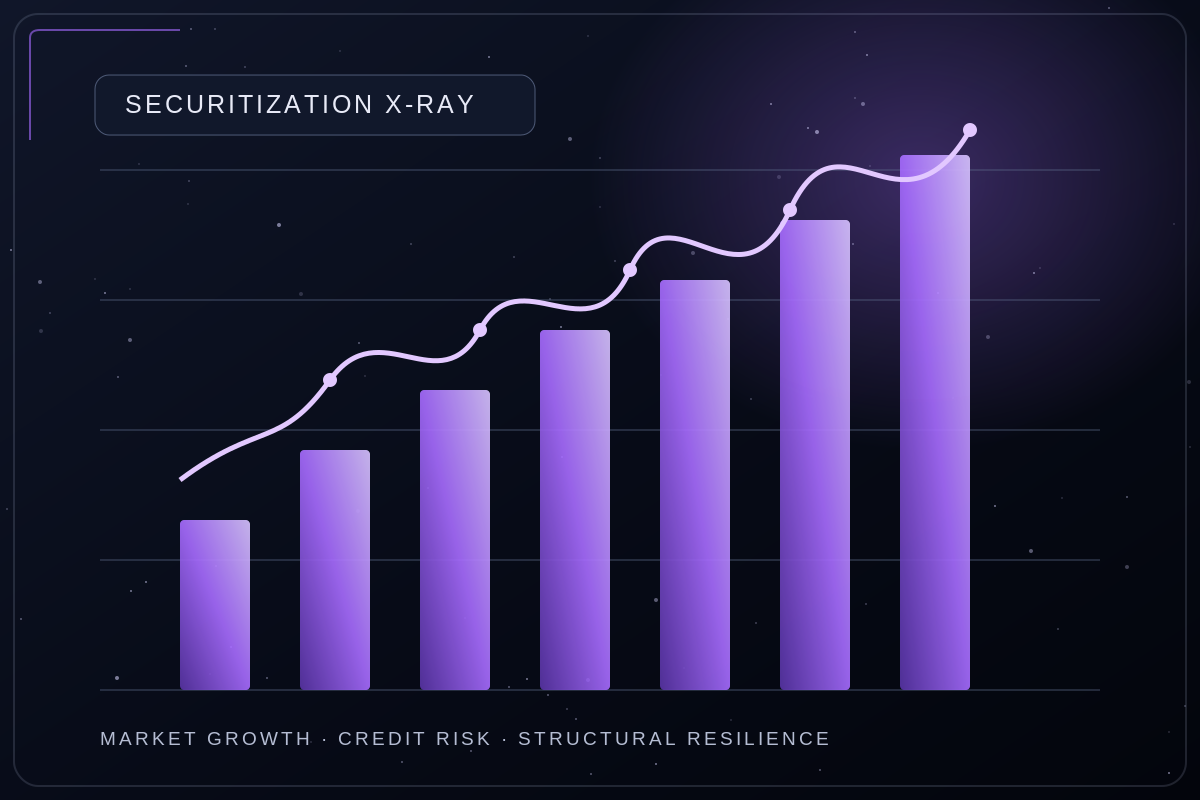 SECURITIZATION X-RAY
MARKET GROWTH · CREDIT RISK · STRUCTURAL RESILIENCE